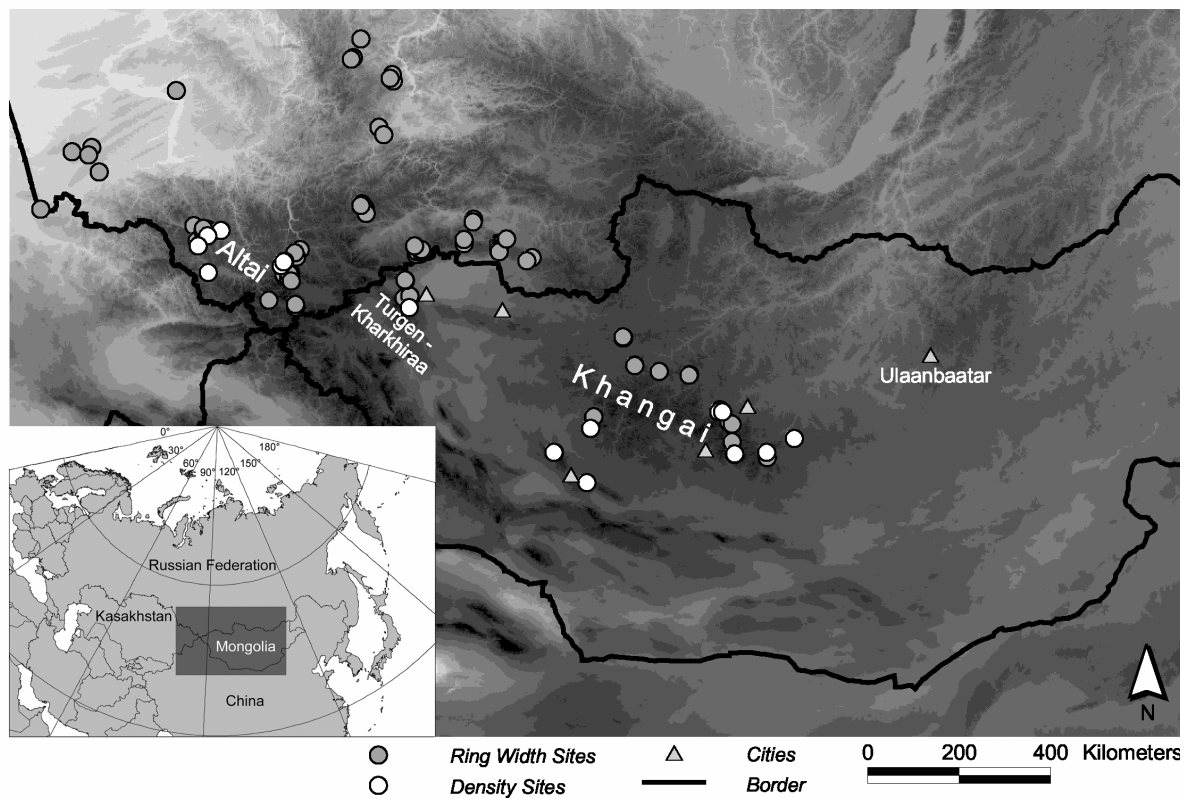 Altai
Turgen -
Kharkhiraa
Khangai
Ulaanbaatar
0°
30°
60°
90°
120°
150°
180°
Russian Federation
Kasakhstan
Mongolia
China
N
Ring Width Sites
Density Sites
Cities
Border
0 200 400 Kilometers